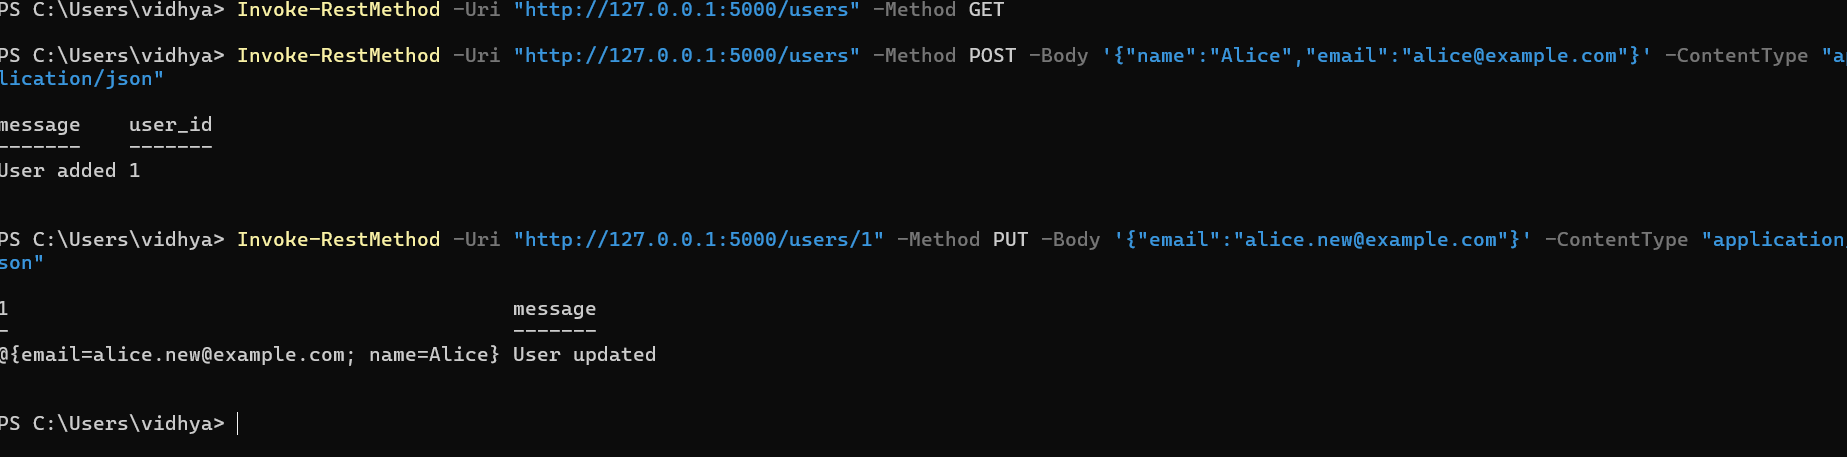 PS C:\Users\vidhya> Invoke-RestMethod -Uri "http://127.0.0.1:5000/users" -Method GET
PS C:\Users\vidhya> Invoke-RestMethod -Uri "http://127.0.0.1:5000/users" -Method POST -Body '{"name":"Alice","email":"alice@example.com"}' -ContentType "ap
lication/json"
message    user_id
-------    -------
User added 1
PS C:\Users\vidhya> Invoke-RestMethod -Uri "http://127.0.0.1:5000/users/1" -Method PUT -Body '{"email":"alice.new@example.com"}' -ContentType "application/
son"
1                                          message
-                                          -------
@{email=alice.new@example.com; name=Alice} User updated
PS C:\Users\vidhya>